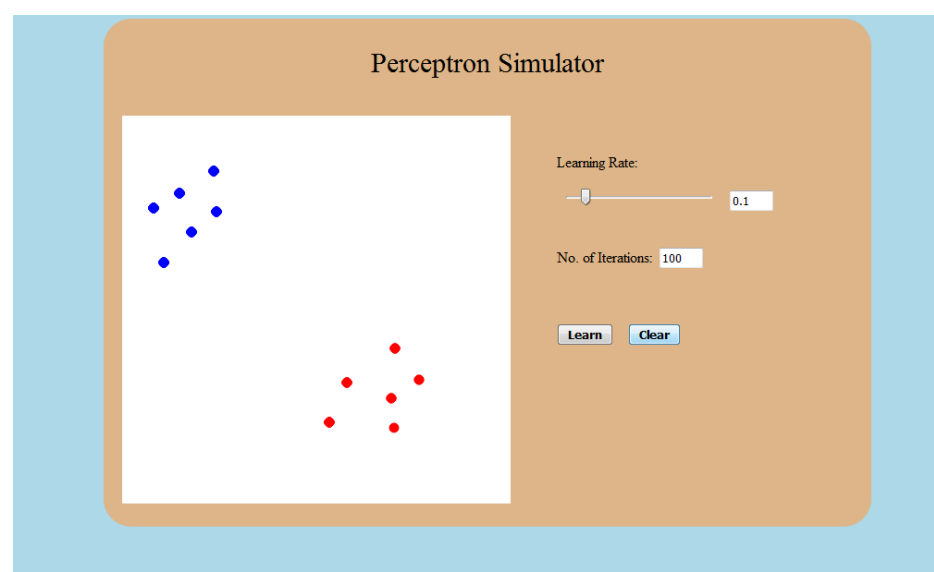 Perceptron Simulator
Learning Rate:
0.1
No. of Iterations: 100
Learn Clear